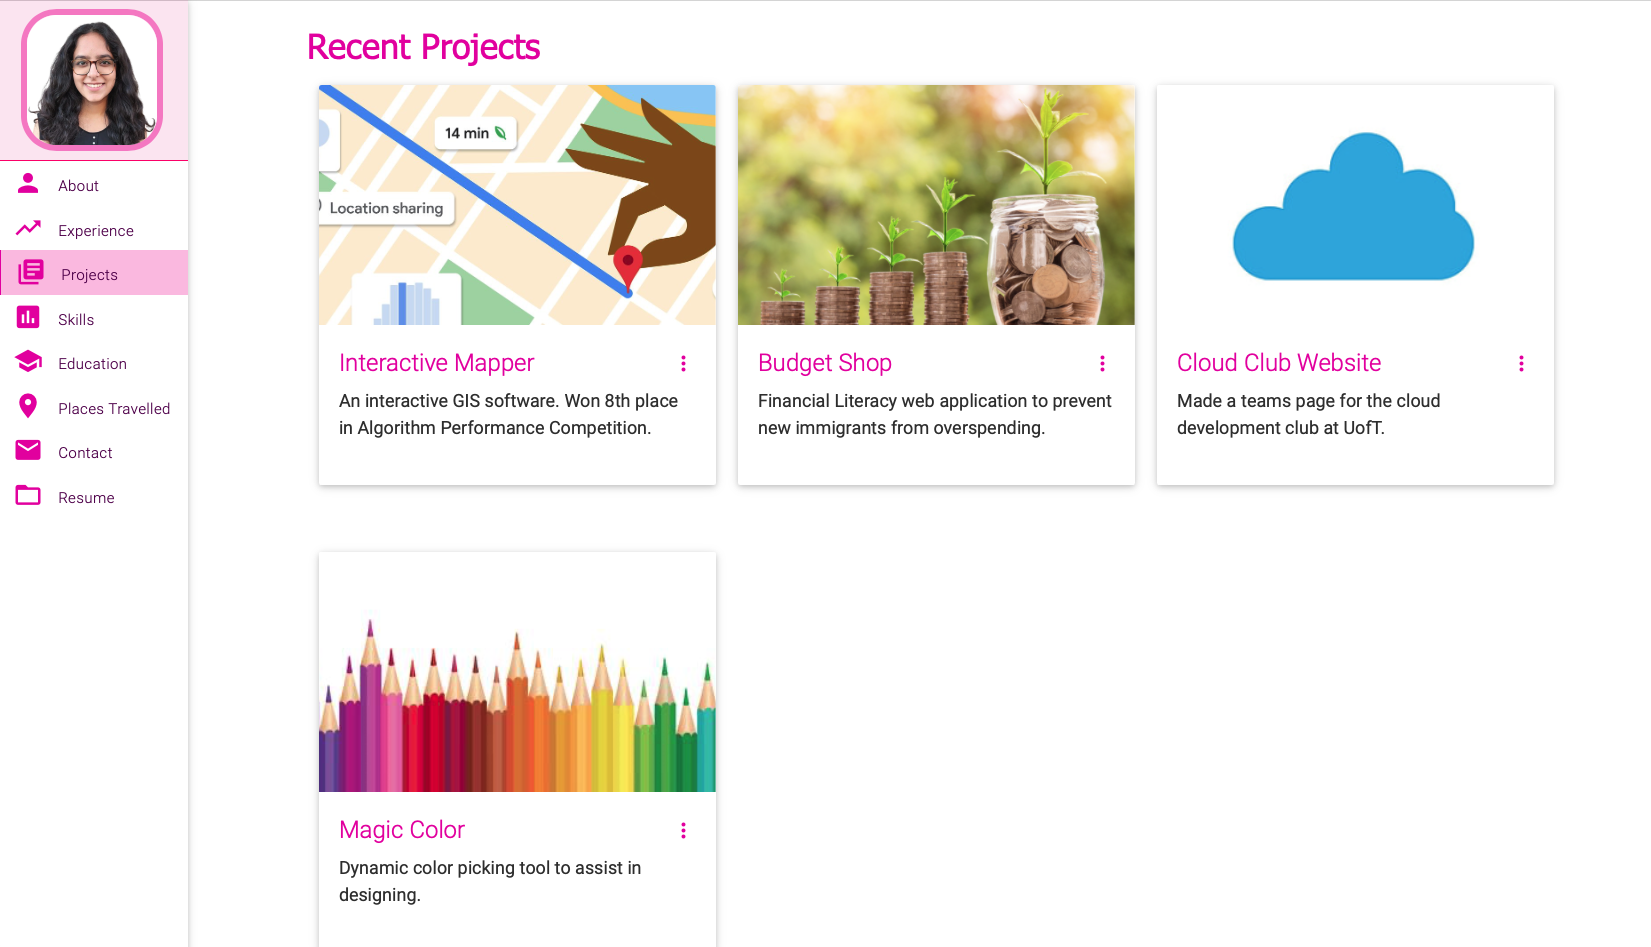 Recent Projects
About
Experience
Projects
Skills
Education
Places Travelled
Contact
Resume
14 min
Location sharing
Interactive Mapper
An interactive GIS software. Won 8th place
in Algorithm Performance Competition.
Budget Shop
Financial Literacy web application to prevent
new immigrants from overspending.
Cloud Club Website
Made a teams page for the cloud
development club at UofT.
Magic Color
Dynamic color picking tool to assist in
designing.